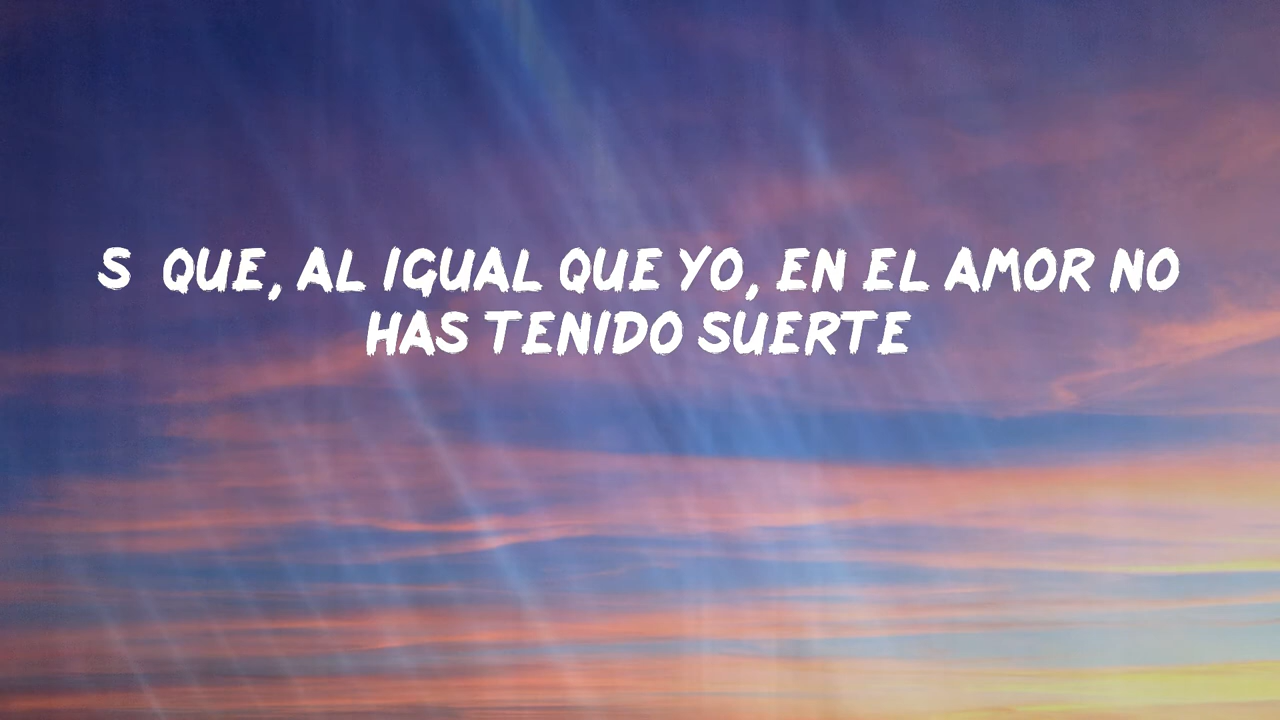 S QUE, AL IGUAL QUE YO, EN EL AMOR NO
HAS TENIDO SUERTE